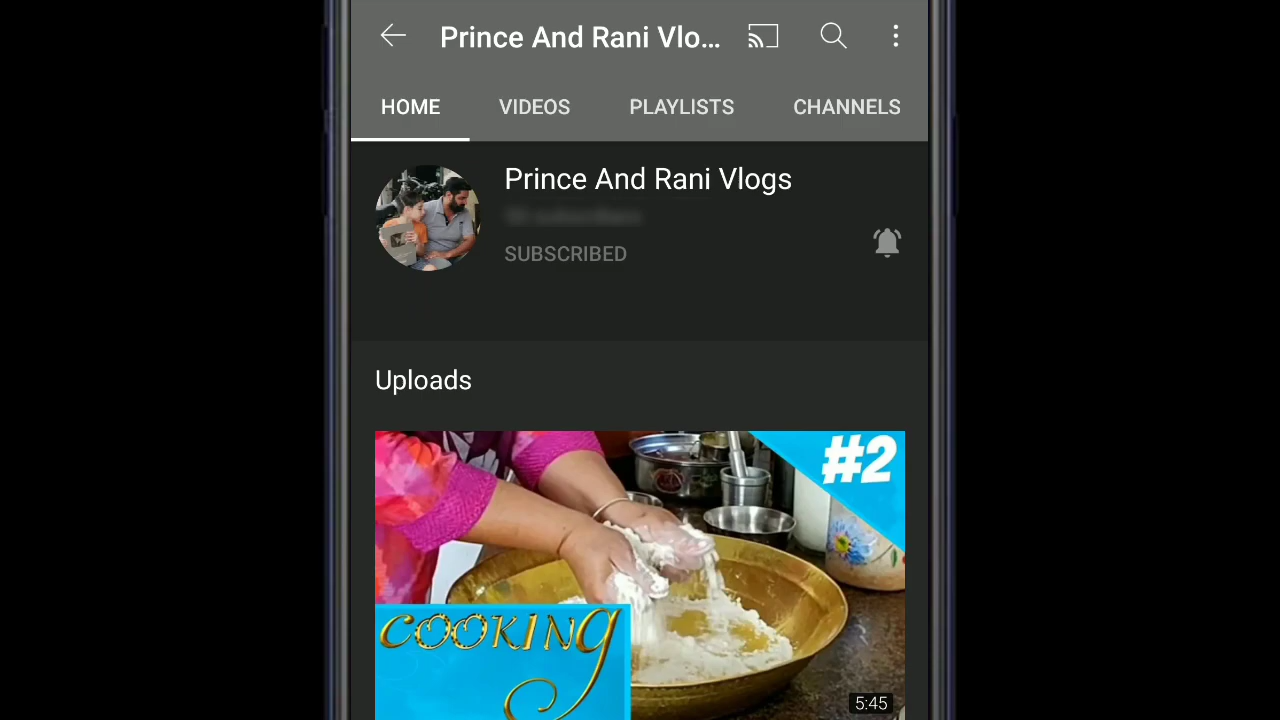 Prince And Rani Vlo...
HOME VIDEOS PLAYLISTS CHANNELS
Prince And Rani Vlogs
SUBSCRIBED
Uploads
#2
COOKING
5:45